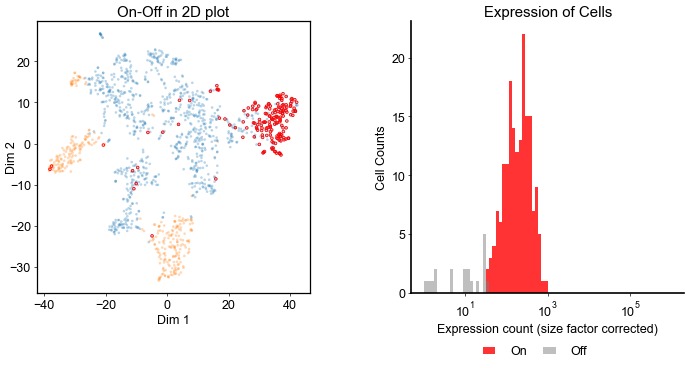 On-Off in 2D plot
20
10
0
−10
−20
−30
−40
−20
0
20
40
Dim 2
Dim 1
Expression of Cells
20
15
10
5
0
10^1
10^3
10^5
Cell Counts
Expression count (size factor corrected)
On
Off